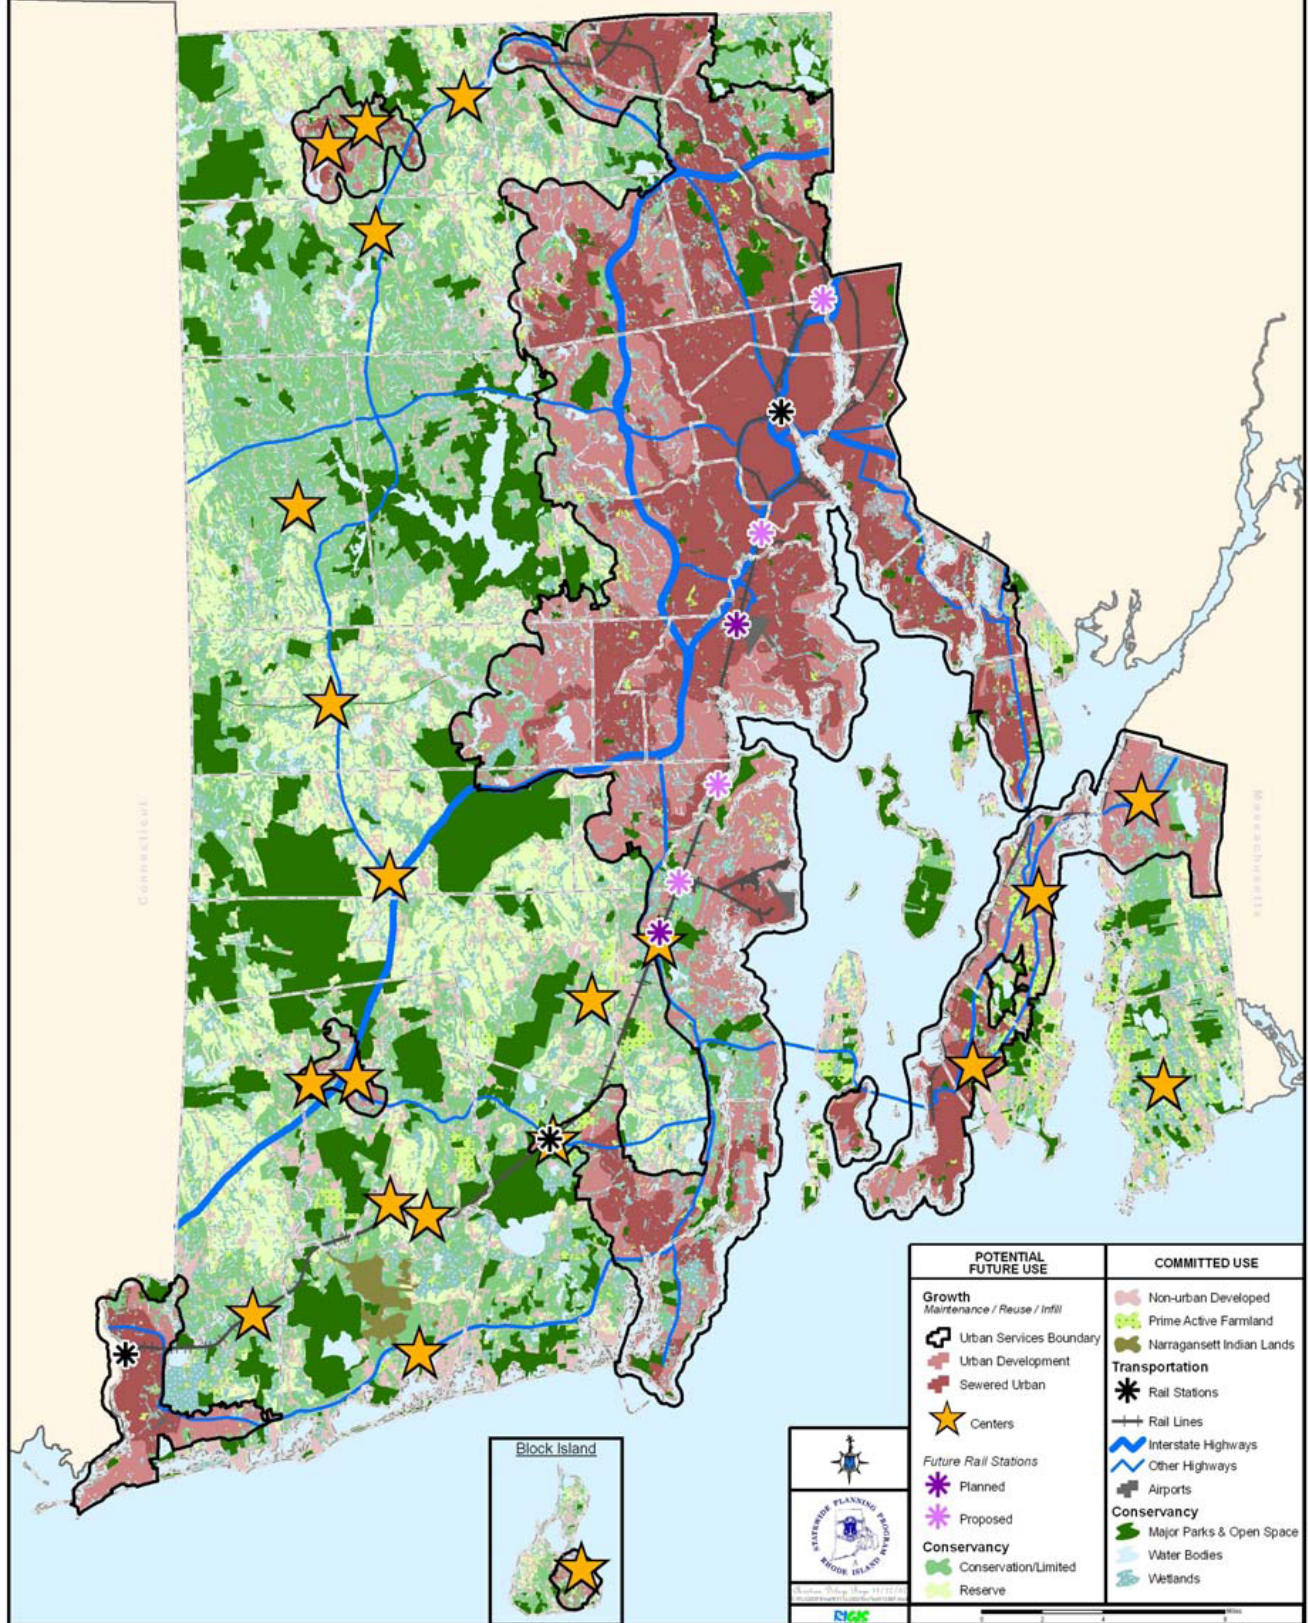 Connecticut
Massachusetts
Block Island
STATEWIDE PLANNING PROGRAM
RHODE ISLAND
RIGIS
POTENTIAL
FUTURE USE
Growth
Maintenance / Reuse / Infill
Urban Services Boundary
Urban Development
Sewered Urban
Centers
Future Rail Stations
Planned
Proposed
Conservancy
Conservation/Limited
Reserve
COMMITTED USE
Non-urban Developed
Prime Active Farmland
Narragansett Indian Lands
Transportation
Rail Stations
Rail Lines
Interstate Highways
Other Highways
Airports
Conservancy
Major Parks & Open Space
Water Bodies
Wetlands
Miles